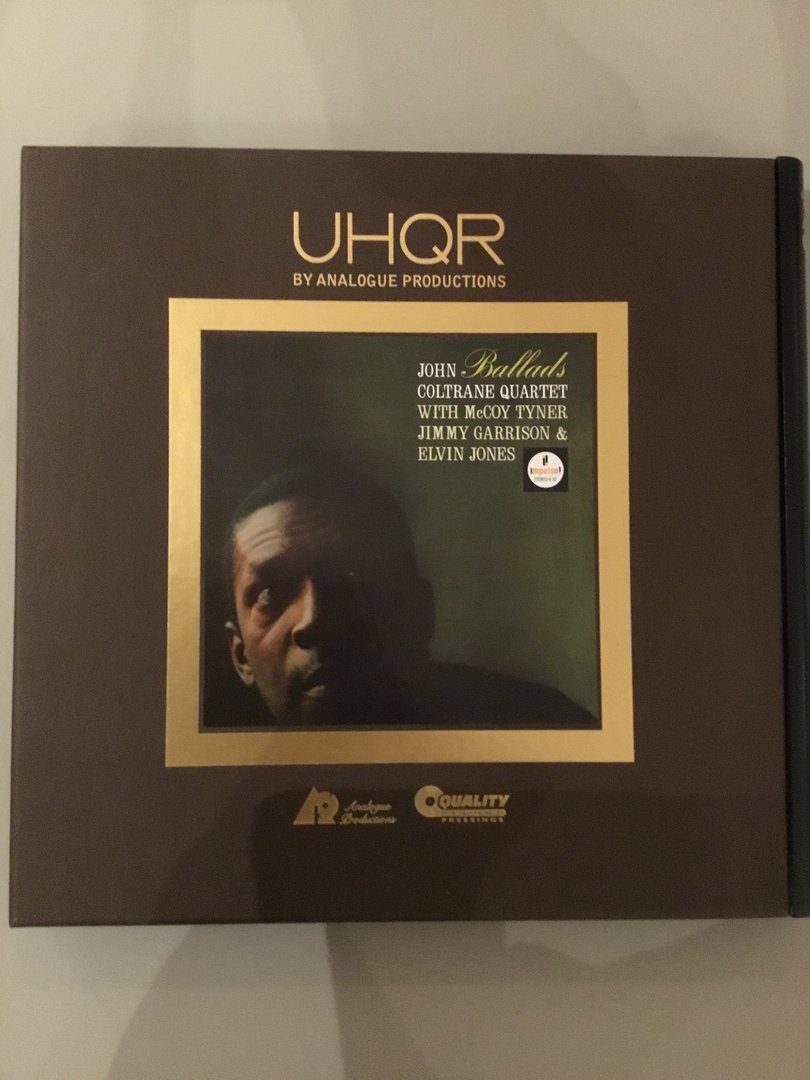 UHQR
BY ANALOGUE PRODUCTIONS
JOHN Ballads
COLTRANE QUARTET
WITH McCOY TYNER
JIMMY GARRISON &
ELVIN JONES
impulse!
Analogue
Productions
QUALITY
PRESSINGS